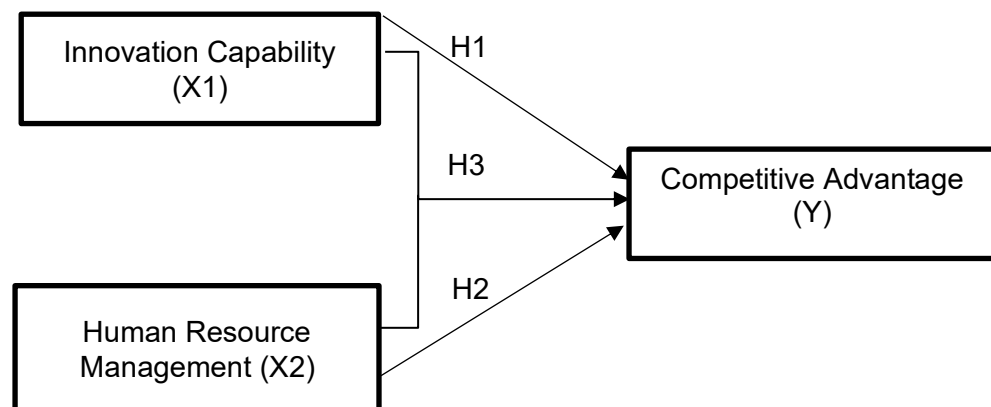 Innovation Capability
(X1)
H1
H3
Competitive Advantage
(Y)
H2
Human Resource
Management (X2)